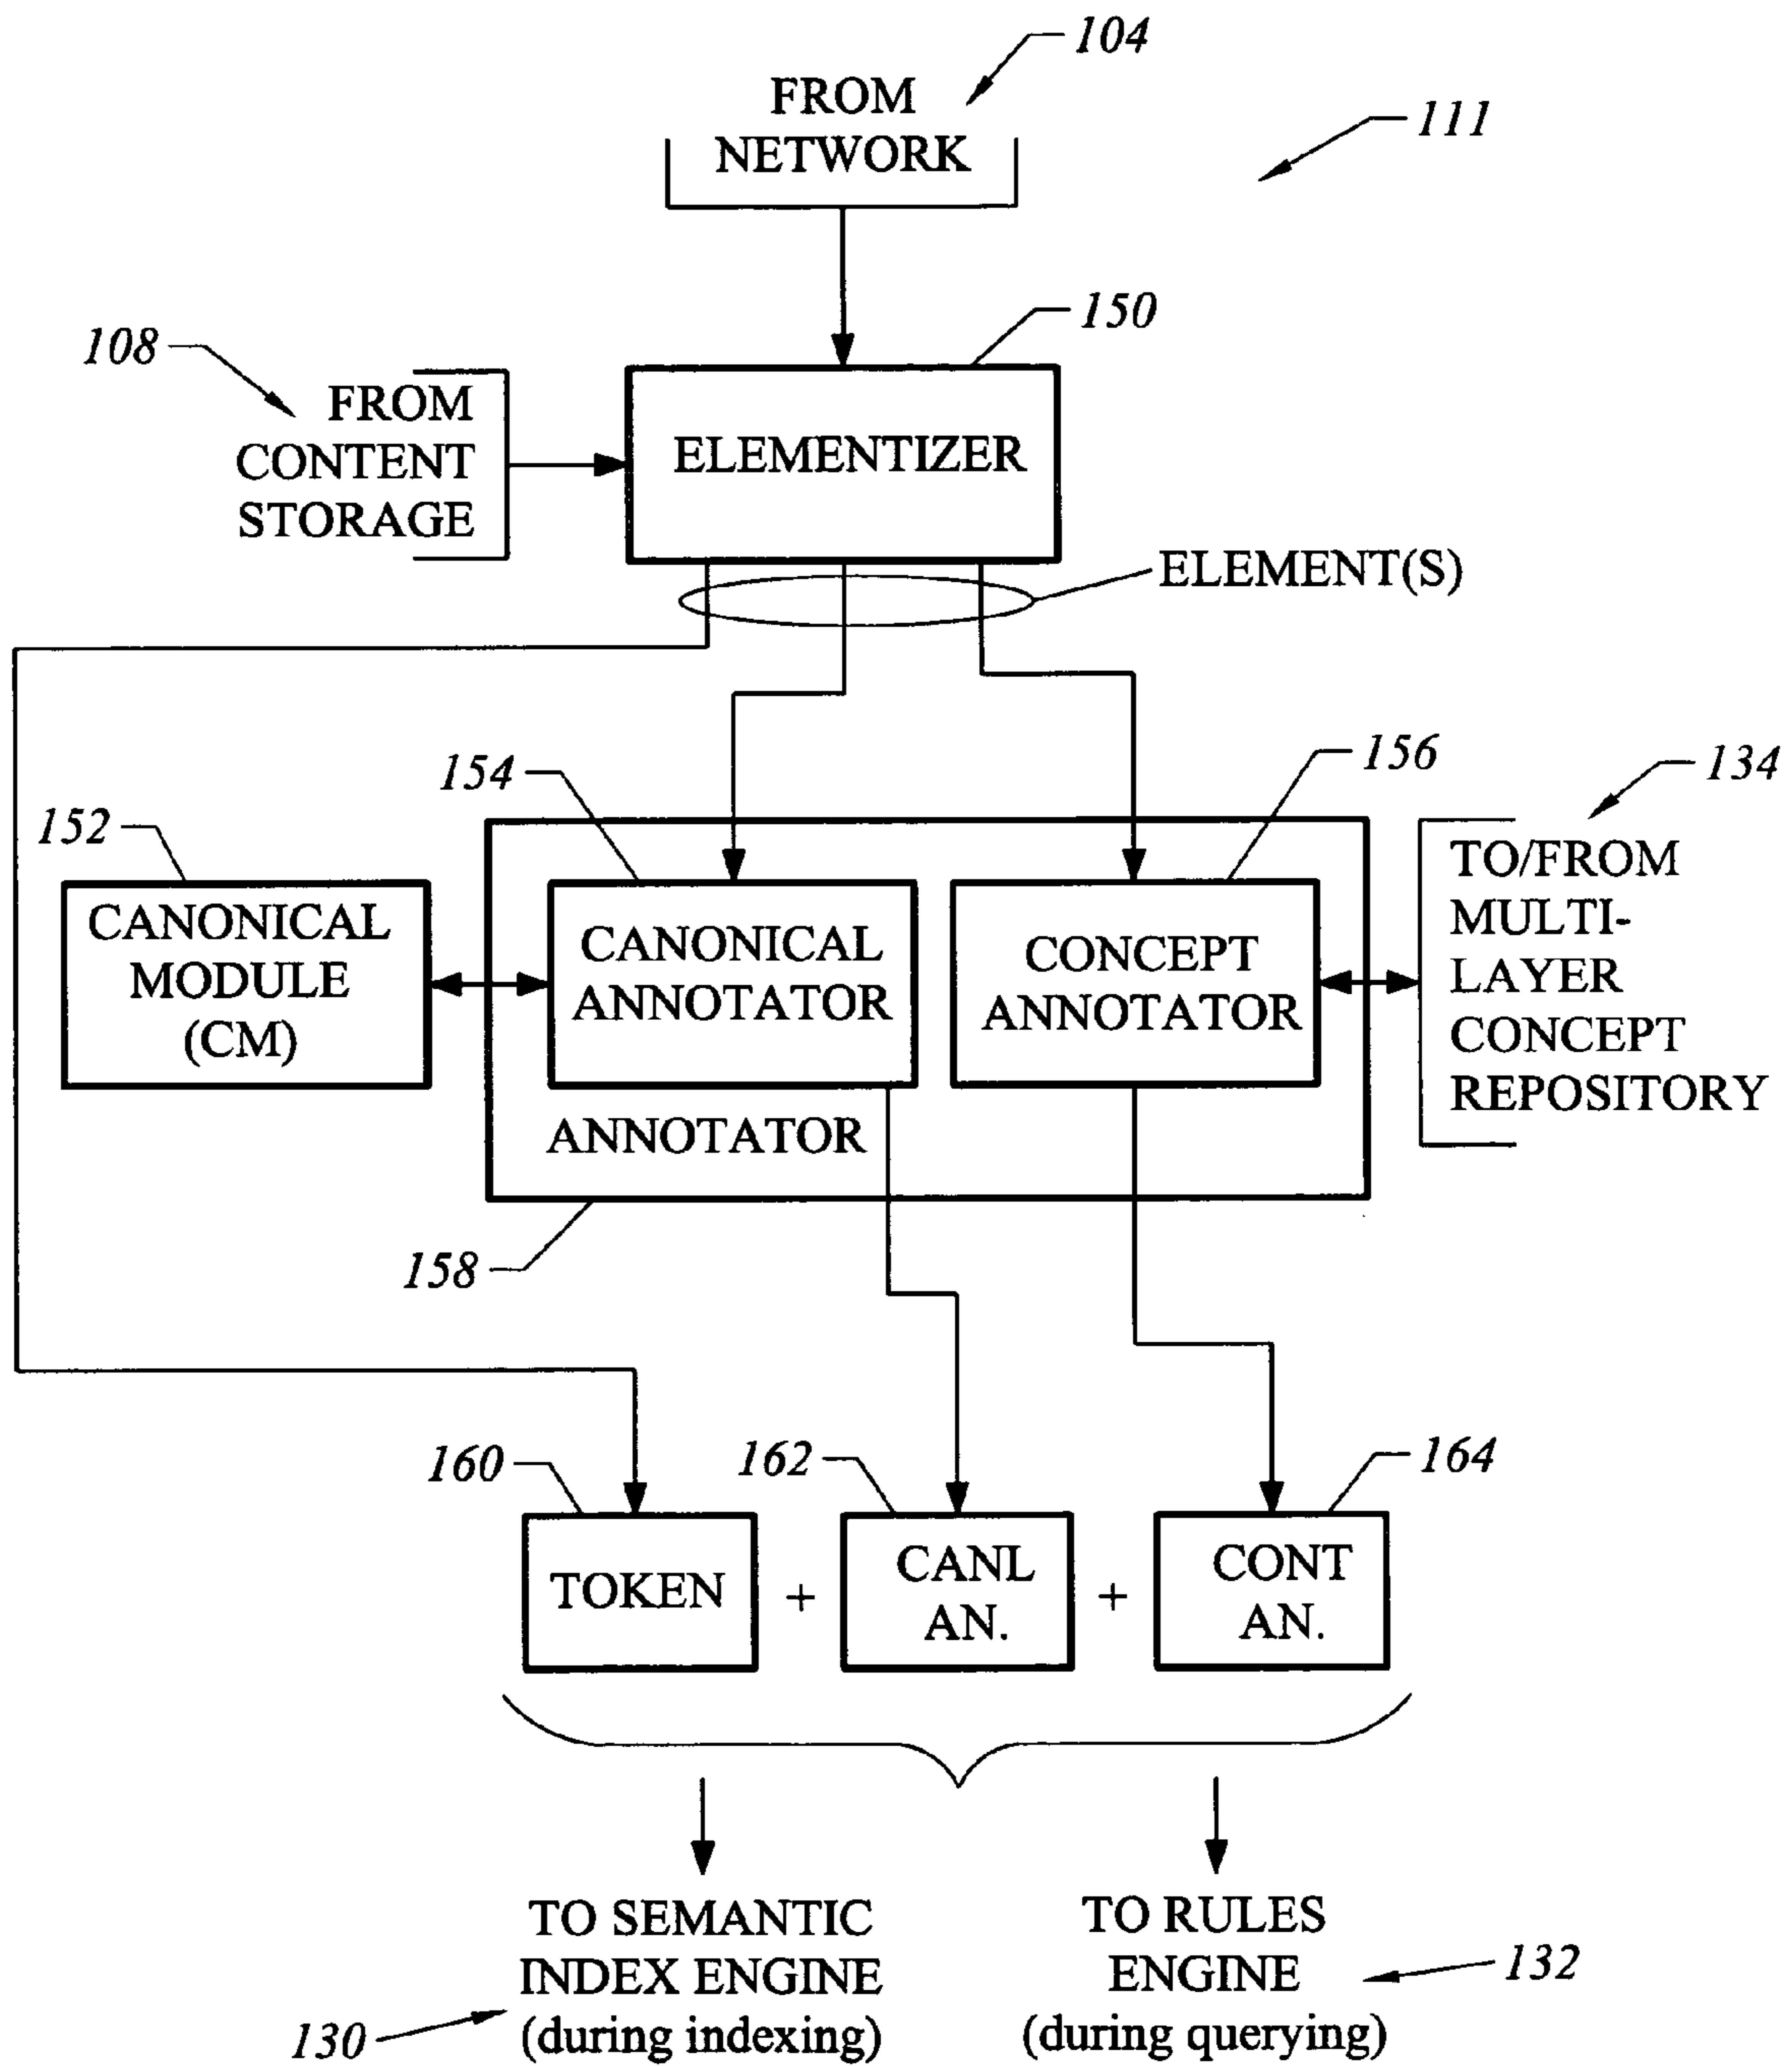 104
FROM
NETWORK
111
150
108
FROM
CONTENT
STORAGE
ELEMENTIZER
ELEMENT(S)
154
156
134
152
CANONICAL
MODULE
(CM)
CANONICAL
ANNOTATOR
CONCEPT
ANNOTATOR
TO/FROM
MULTI-
LAYER
CONCEPT
REPOSITORY
ANNOTATOR
158
160
162
164
TOKEN
+
CANL
AN.
+
CONT
AN.
TO SEMANTIC
INDEX ENGINE
(during indexing)
130
TO RULES
ENGINE
(during querying)
132